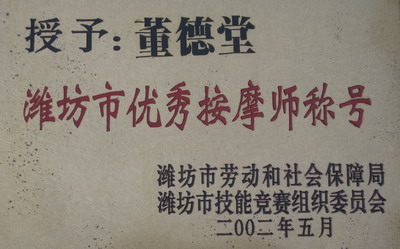 授予：董德堂
潍坊市优秀按摩师称号
潍坊市劳动和社会保障局
潍坊市技能竞赛组织委员会
二00二年五月